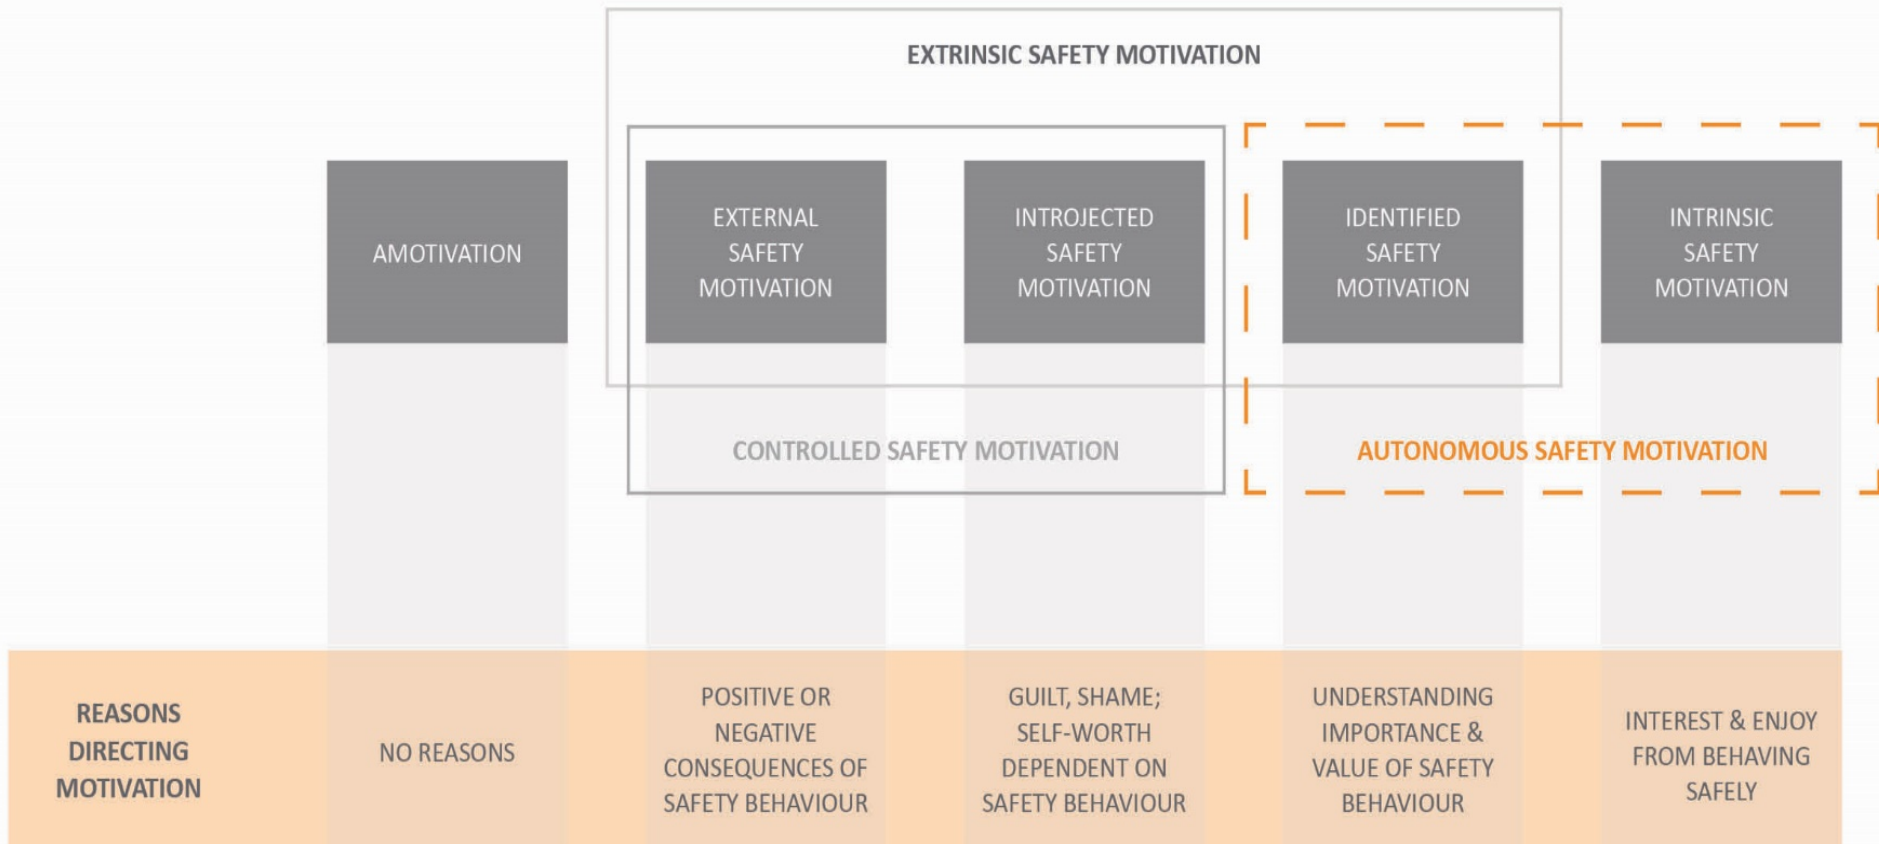 EXTRINSIC SAFETY MOTIVATION
AMOTIVATION
EXTERNAL
SAFETY
MOTIVATION
INTROJECTED
SAFETY
MOTIVATION
IDENTIFIED
SAFETY
MOTIVATION
INTRINSIC
SAFETY
MOTIVATION
CONTROLLED SAFETY MOTIVATION
AUTONOMOUS SAFETY MOTIVATION
REASONS
DIRECTING
MOTIVATION
NO REASONS
POSITIVE OR
NEGATIVE
CONSEQUENCES OF
SAFETY BEHAVIOUR
GUILT, SHAME;
SELF-WORTH
DEPENDENT ON
SAFETY BEHAVIOUR
UNDERSTANDING
IMPORTANCE &
VALUE OF SAFETY
BEHAVIOUR
INTEREST & ENJOY
FROM BEHAVING
SAFELY